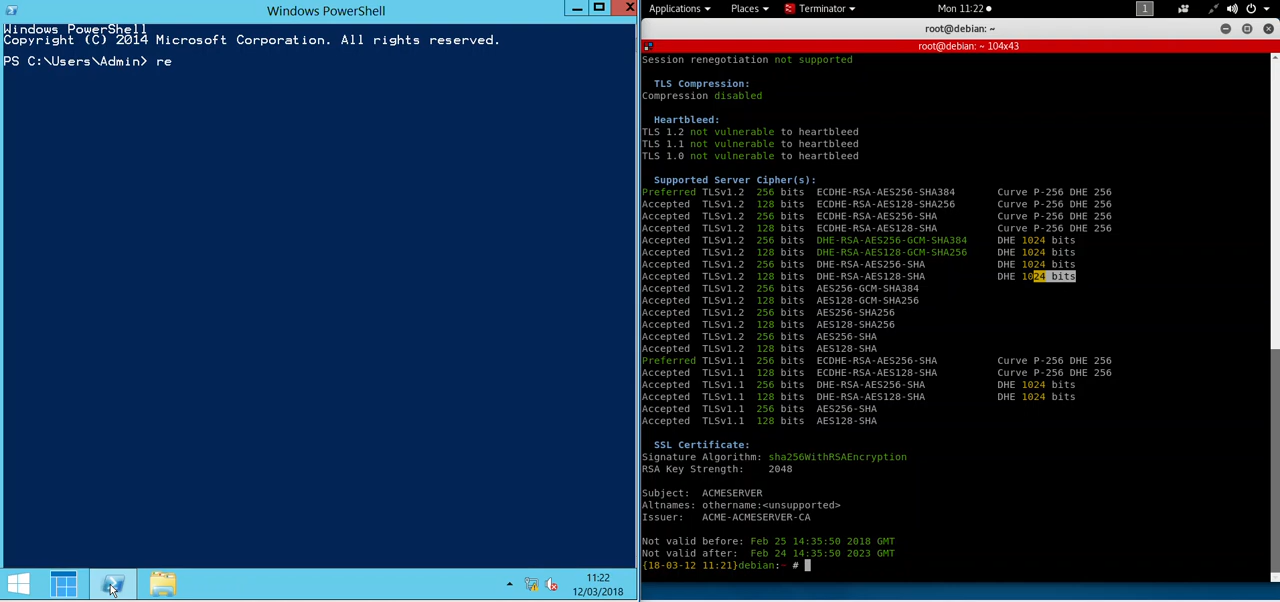 Windows PowerShell
Windows PowerShell
Copyright (C) 2014 Microsoft Corporation. All rights reserved.
PS C:\Users\Admin> re
11:22
12/03/2018
Applications Places Terminator Mon 11:22 1
root@debian: ~
root@debian: ~ 104x43
Session renegotiation not supported
TLS Compression:
Compression disabled
Heartbleed:
TLS 1.2 not vulnerable to heartbleed
TLS 1.1 not vulnerable to heartbleed
TLS 1.0 not vulnerable to heartbleed
Supported Server Cipher(s):
Preferred TLSv1.2 256 bits ECDHE-RSA-AES256-SHA384 Curve P-256 DHE 256
Accepted TLSv1.2 128 bits ECDHE-RSA-AES128-SHA256 Curve P-256 DHE 256
Accepted TLSv1.2 256 bits ECDHE-RSA-AES256-SHA Curve P-256 DHE 256
Accepted TLSv1.2 128 bits ECDHE-RSA-AES128-SHA Curve P-256 DHE 256
Accepted TLSv1.2 256 bits DHE-RSA-AES256-GCM-SHA384 DHE 1024 bits
Accepted TLSv1.2 128 bits DHE-RSA-AES128-GCM-SHA256 DHE 1024 bits
Accepted TLSv1.2 256 bits DHE-RSA-AES256-SHA DHE 1024 bits
Accepted TLSv1.2 128 bits DHE-RSA-AES128-SHA DHE 1024 bits
Accepted TLSv1.2 256 bits AES256-GCM-SHA384
Accepted TLSv1.2 128 bits AES128-GCM-SHA256
Accepted TLSv1.2 256 bits AES256-SHA256
Accepted TLSv1.2 128 bits AES128-SHA256
Accepted TLSv1.2 256 bits AES256-SHA
Accepted TLSv1.2 128 bits AES128-SHA
Preferred TLSv1.1 256 bits ECDHE-RSA-AES256-SHA Curve P-256 DHE 256
Accepted TLSv1.1 128 bits ECDHE-RSA-AES128-SHA Curve P-256 DHE 256
Accepted TLSv1.1 256 bits DHE-RSA-AES256-SHA DHE 1024 bits
Accepted TLSv1.1 128 bits DHE-RSA-AES128-SHA DHE 1024 bits
Accepted TLSv1.1 256 bits AES256-SHA
Accepted TLSv1.1 128 bits AES128-SHA
SSL Certificate:
Signature Algorithm: sha256WithRSAEncryption
RSA Key Strength: 2048
Subject: ACMESERVER
Altnames: othername:<unsupported>
Issuer: ACME-ACMESERVER-CA
Not valid before: Feb 25 14:35:50 2018 GMT
Not valid after: Feb 24 14:35:50 2023 GMT
{18-03-12 11:21}debian:~ #